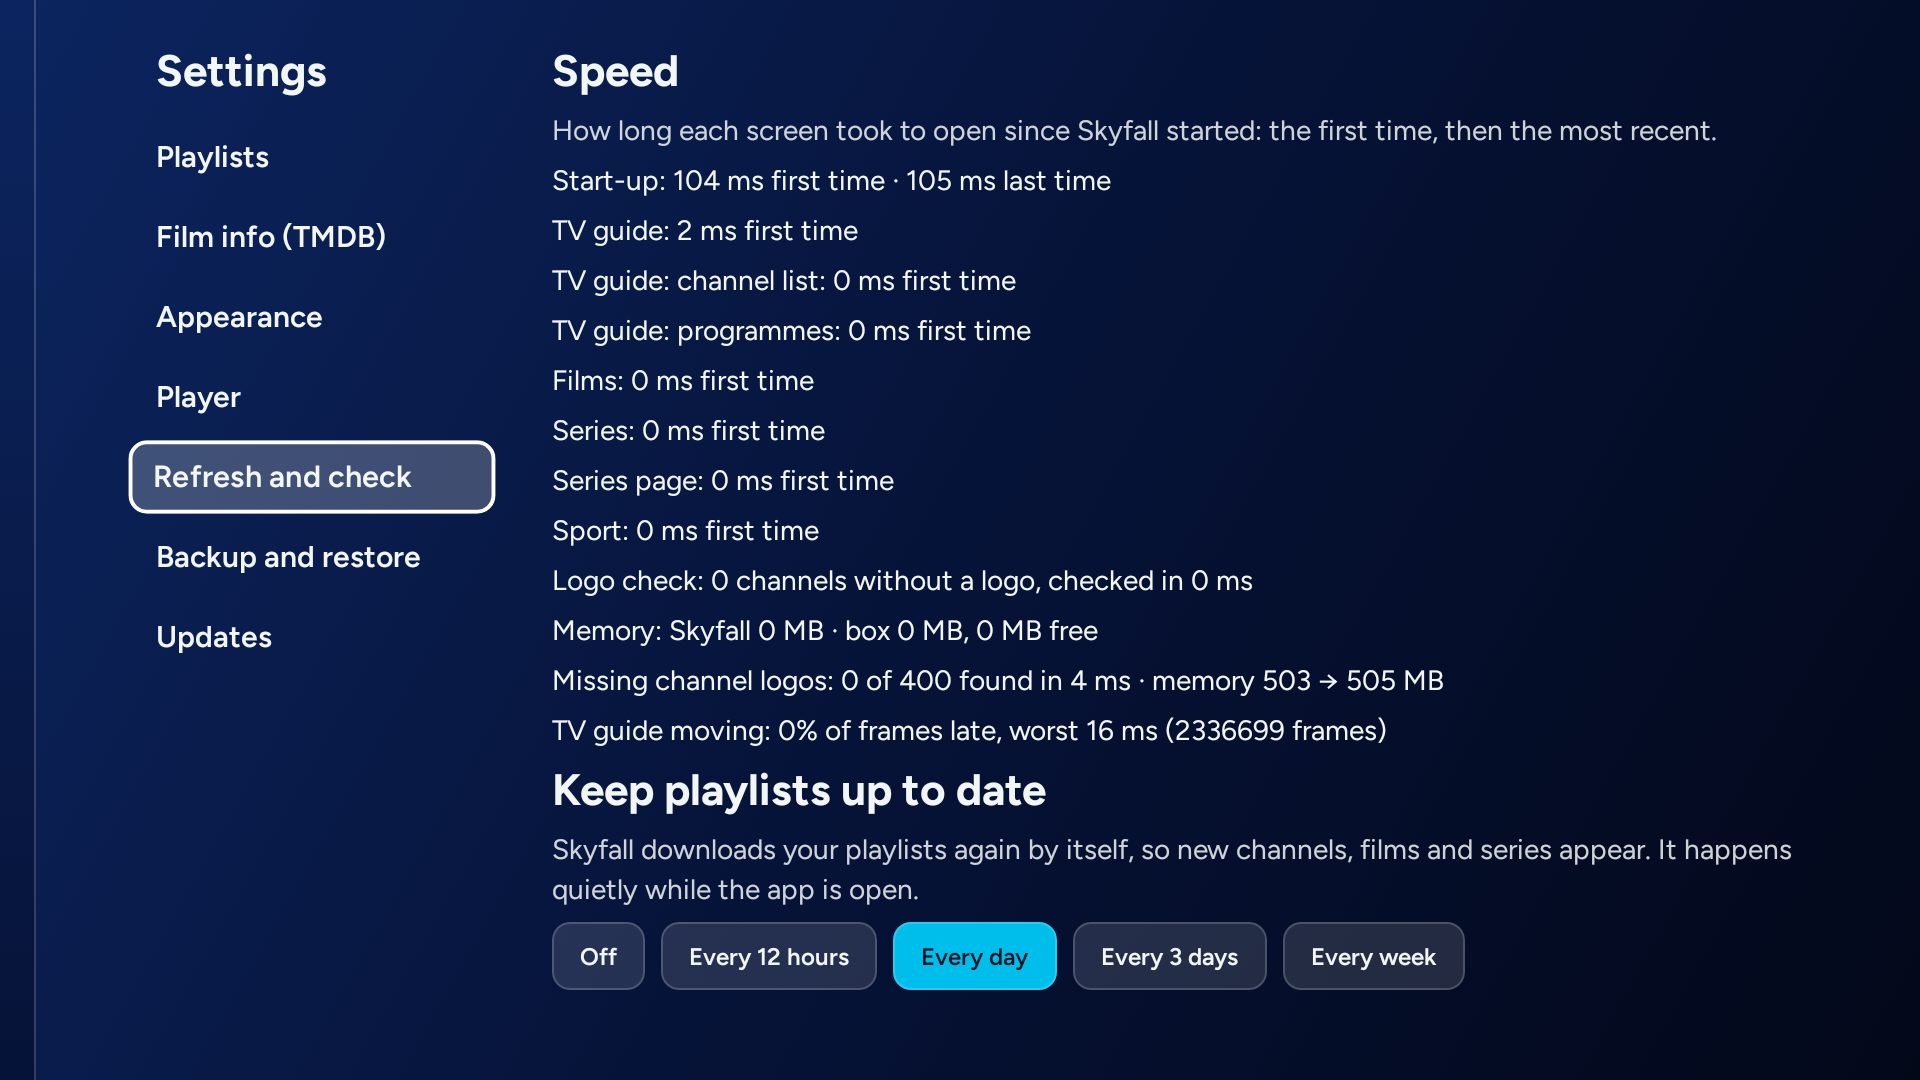 Settings
Playlists
Film info (TMDB)
Appearance
Player
Refresh and check
Backup and restore
Updates
Speed
How long each screen took to open since Skyfall started: the first time, then the most recent.
Start-up: 104 ms first time · 105 ms last time
TV guide: 2 ms first time
TV guide: channel list: 0 ms first time
TV guide: programmes: 0 ms first time
Films: 0 ms first time
Series: 0 ms first time
Series page: 0 ms first time
Sport: 0 ms first time
Logo check: 0 channels without a logo, checked in 0 ms
Memory: Skyfall 0 MB · box 0 MB, 0 MB free
Missing channel logos: 0 of 400 found in 4 ms · memory 503 → 505 MB
TV guide moving: 0% of frames late, worst 16 ms (2336699 frames)
Keep playlists up to date
Skyfall downloads your playlists again by itself, so new channels, films and series appear. It happens
quietly while the app is open.
Off
Every 12 hours
Every day
Every 3 days
Every week